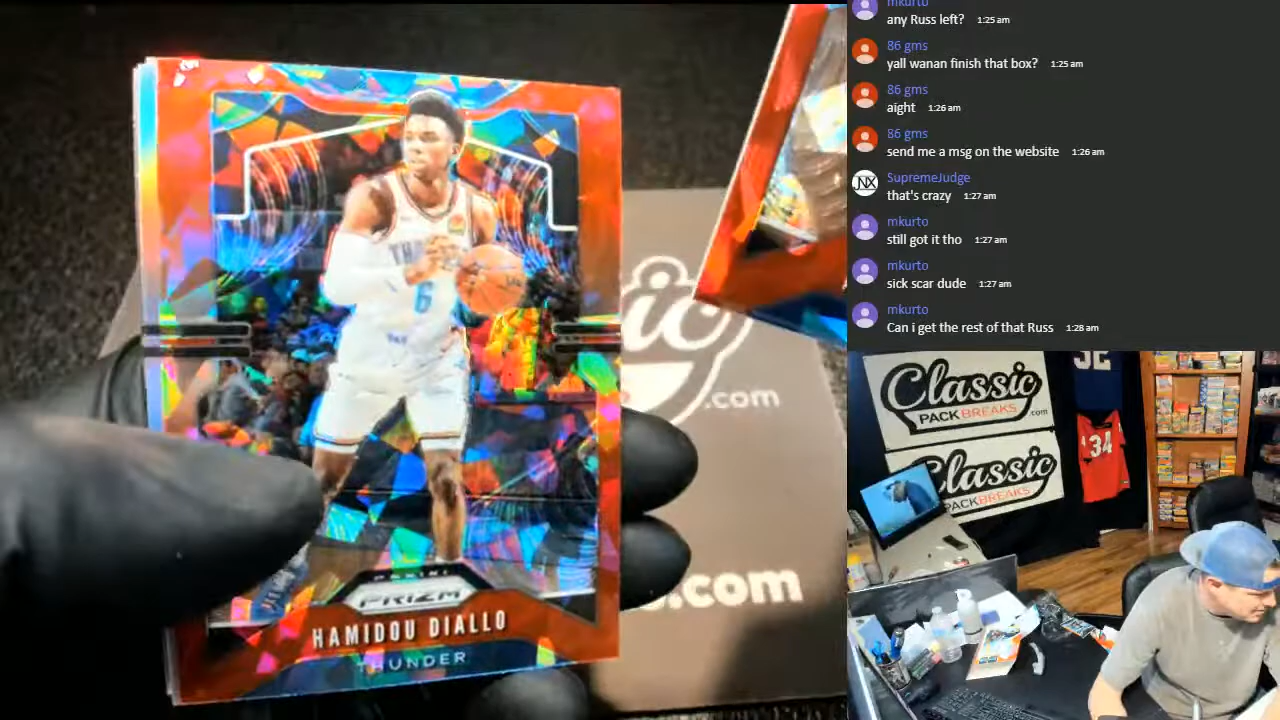 mkurto
any Russ left? 1:25 am
86 gms
yall wanan finish that box? 1:25 am
86 gms
aight 1:26 am
86 gms
send me a msg on the website 1:26 am
SupremeJudge
that's crazy 1:27 am
mkurto
still got it tho 1:27 am
mkurto
sick scar dude 1:27 am
mkurto
Can i get the rest of that Russ 1:28 am
6
ic
.com
.com
PANINI
PRIZM
HAMIDOU DIALLO
THUNDER
Classic
PACKBREAKS
.com
Classic
PACKBREAKS
32
34